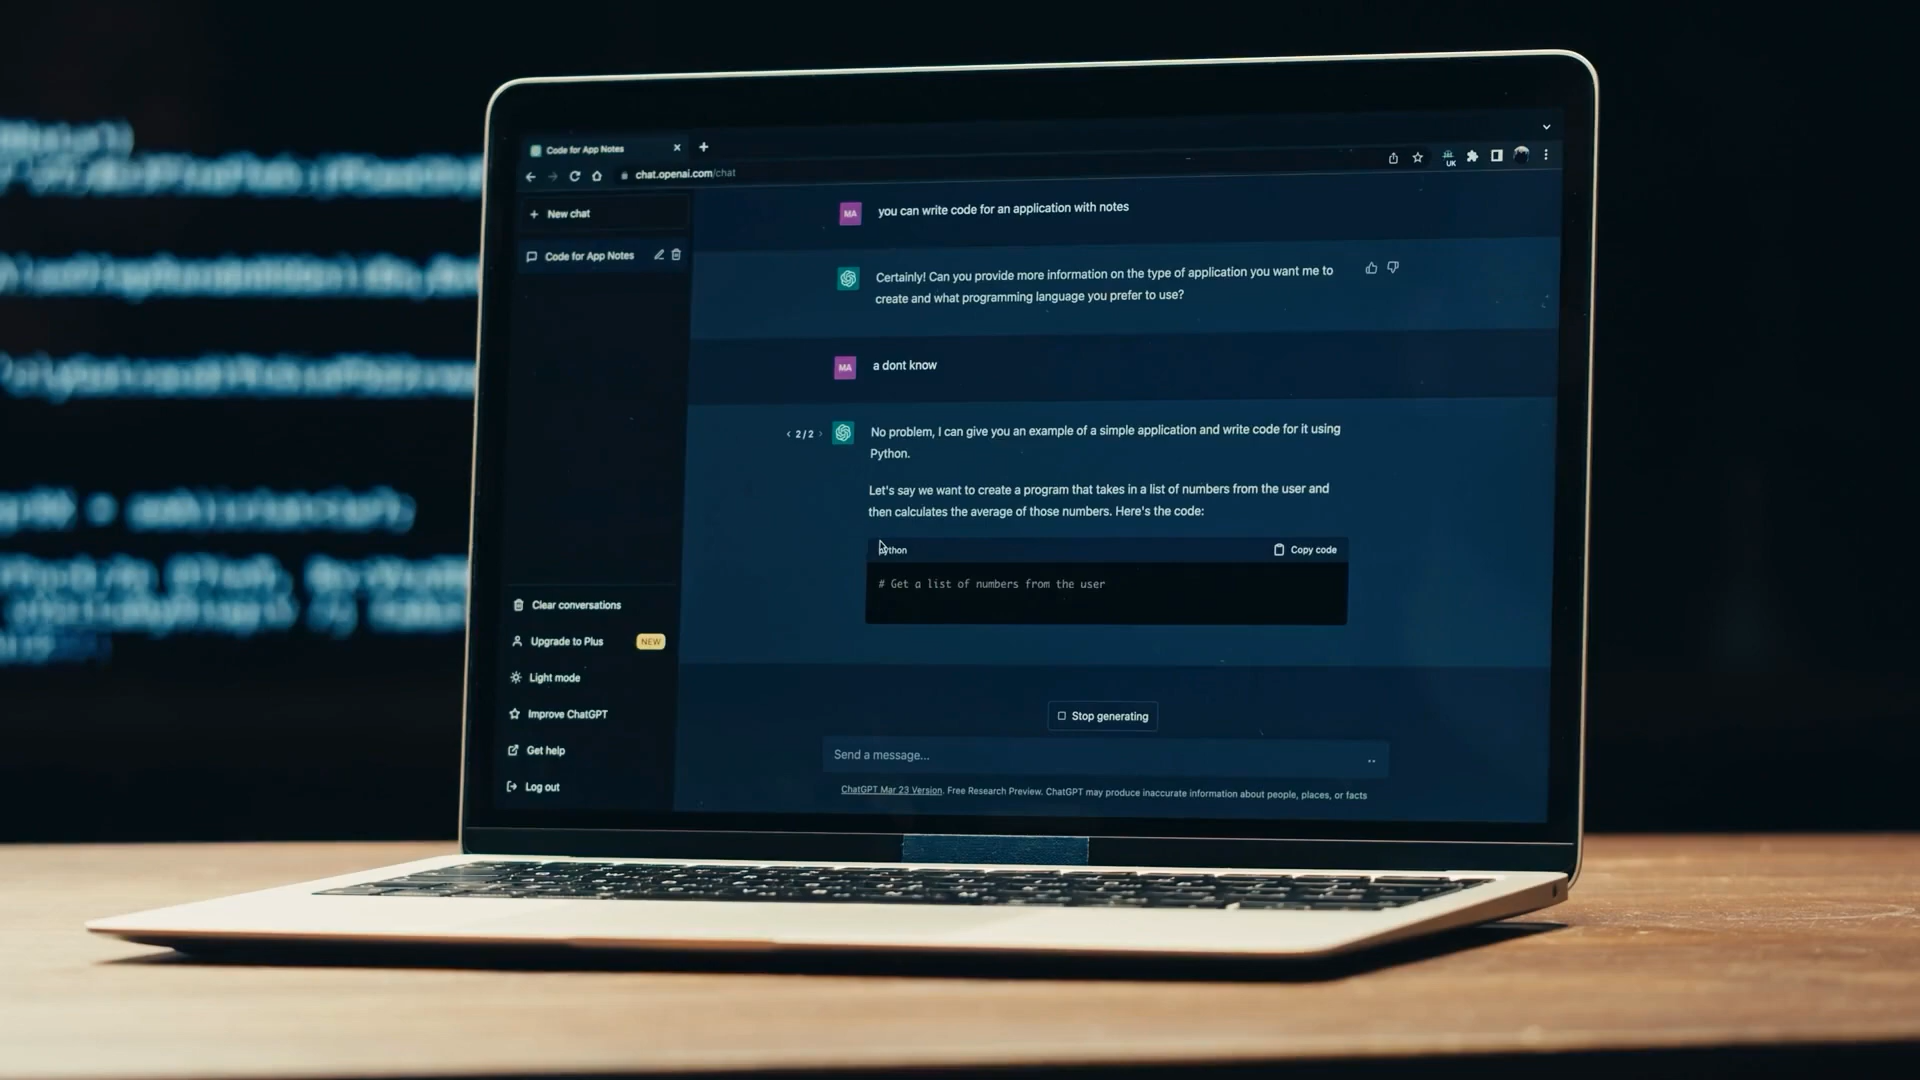 Code for App Notes
chat.openai.com/chat
UK
New chat
Code for App Notes
MA
you can write code for an application with notes
Certainly! Can you provide more information on the type of application you want me to
create and what programming language you prefer to use?
MA
a dont know
2 / 2
No problem, I can give you an example of a simple application and write code for it using
Python.
Let's say we want to create a program that takes in a list of numbers from the user and
then calculates the average of those numbers. Here's the code:
python
Copy code
# Get a list of numbers from the user
Clear conversations
Upgrade to Plus
NEW
Light mode
Improve ChatGPT
Get help
Log out
Stop generating
Send a message...
ChatGPT Mar 23 Version. Free Research Preview. ChatGPT may produce inaccurate information about people, places, or facts